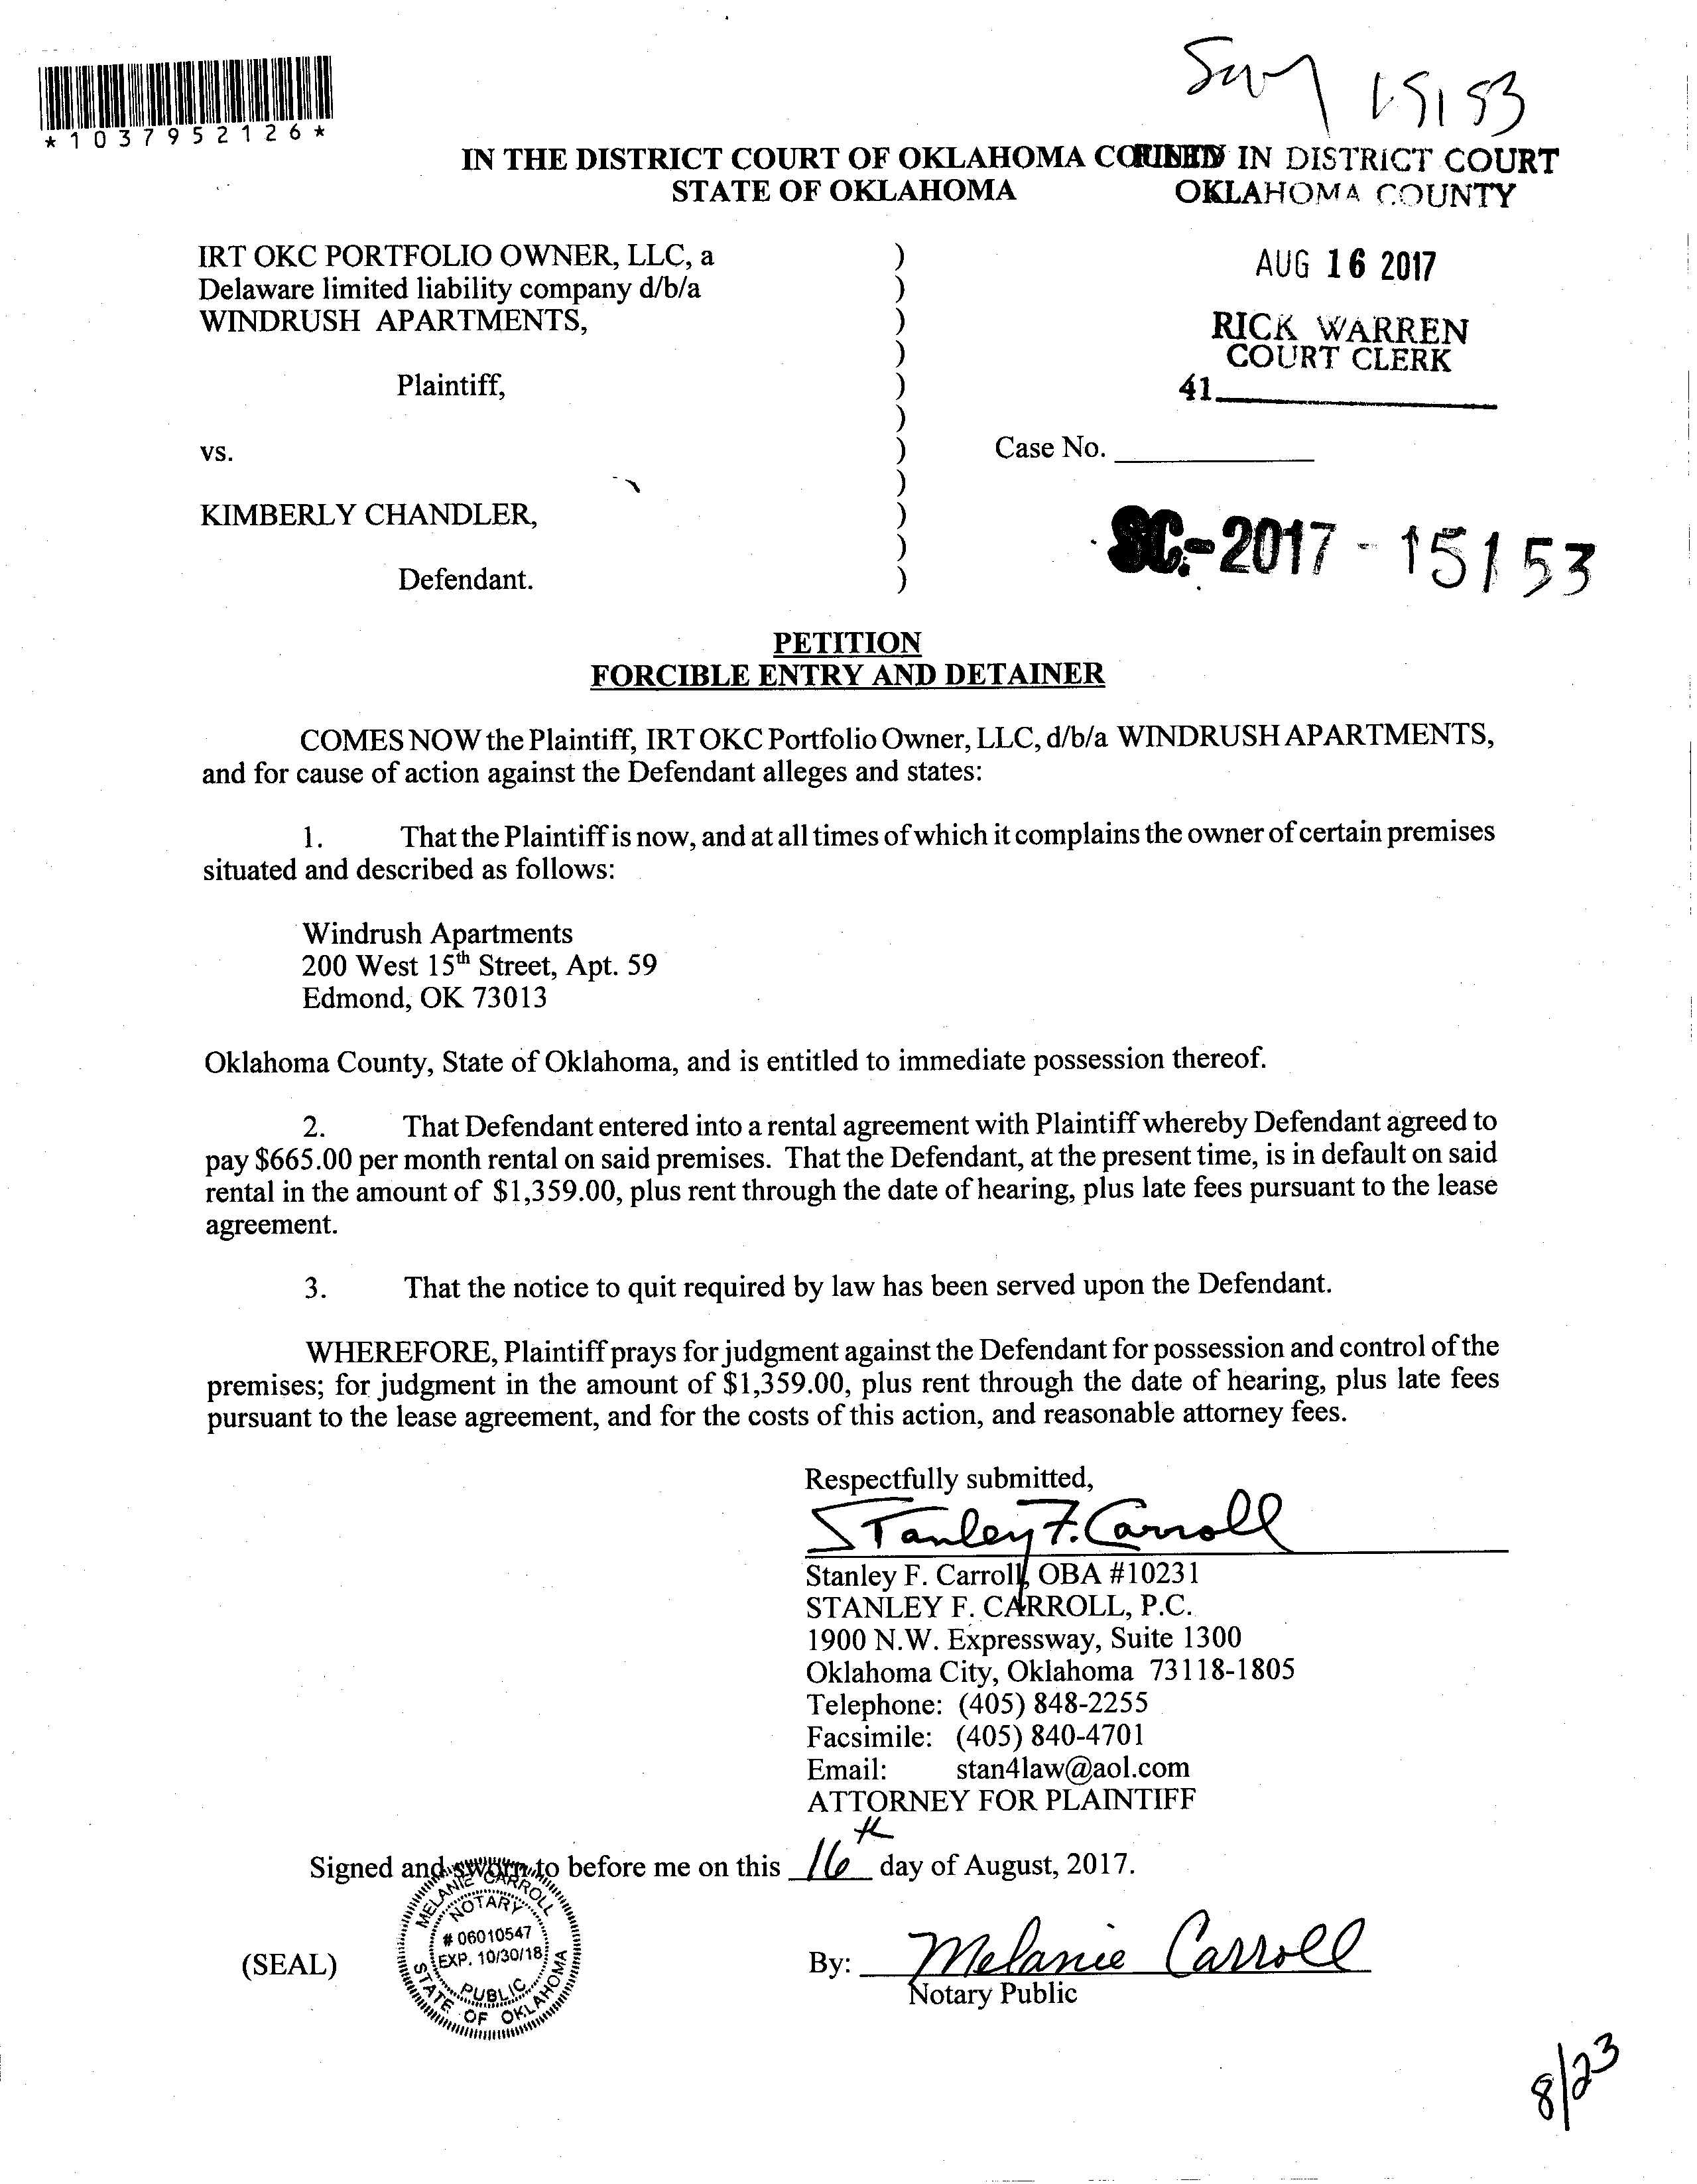 *1037952126*
15153
IN THE DISTRICT COURT OF OKLAHOMA COUNTY
STATE OF OKLAHOMA
FILED IN DISTRICT COURT
OKLAHOMA COUNTY
AUG 16 2017
RICK WARREN
COURT CLERK
41
IRT OKC PORTFOLIO OWNER, LLC, a )
Delaware limited liability company d/b/a )
WINDRUSH APARTMENTS, )
)
Plaintiff, )
)
vs. ) Case No.
)
KIMBERLY CHANDLER, )
)
Defendant. )
SC-2017-15153
PETITION
FORCIBLE ENTRY AND DETAINER
COMES NOW the Plaintiff, IRT OKC Portfolio Owner, LLC, d/b/a WINDRUSH APARTMENTS,
and for cause of action against the Defendant alleges and states:
1. That the Plaintiff is now, and at all times of which it complains the owner of certain premises
situated and described as follows:
Windrush Apartments
200 West 15th Street, Apt. 59
Edmond, OK 73013
Oklahoma County, State of Oklahoma, and is entitled to immediate possession thereof.
2. That Defendant entered into a rental agreement with Plaintiff whereby Defendant agreed to
pay $665.00 per month rental on said premises. That the Defendant, at the present time, is in default on said
rental in the amount of $1,359.00, plus rent through the date of hearing, plus late fees pursuant to the lease
agreement.
3. That the notice to quit required by law has been served upon the Defendant.
WHEREFORE, Plaintiff prays for judgment against the Defendant for possession and control of the
premises; for judgment in the amount of $1,359.00, plus rent through the date of hearing, plus late fees
pursuant to the lease agreement, and for the costs of this action, and reasonable attorney fees.
Respectfully submitted,
Stanley F. Carroll
Stanley F. Carroll, OBA #10231
STANLEY F. CARROLL, P.C.
1900 N.W. Expressway, Suite 1300
Oklahoma City, Oklahoma 73118-1805
Telephone: (405) 848-2255
Facsimile: (405) 840-4701
Email: stan4law@aol.com
ATTORNEY FOR PLAINTIFF
Signed and sworn to before me on this 16th day of August, 2017.
MELANIE CARROLL
NOTARY
# 06010547
EXP. 10/30/18
PUBLIC
STATE OF OKLAHOMA
(SEAL)
By: Melanie Carroll
Notary Public
8/23